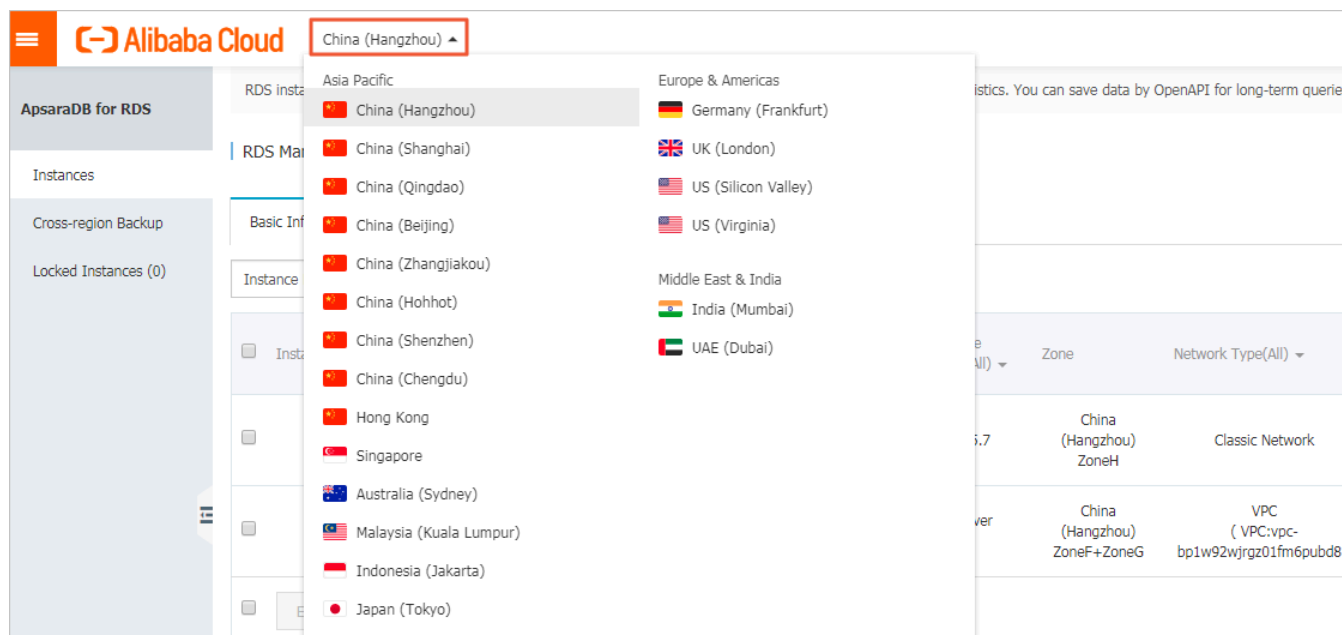 Alibaba Cloud
China (Hangzhou)
ApsaraDB for RDS
Instances
Cross-region Backup
Locked Instances (0)
RDS
RDS
Basic
Instance
Asia Pacific
China (Hangzhou)
China (Shanghai)
China (Qingdao)
China (Beijing)
China (Zhangjiakou)
China (Hohhot)
China (Shenzhen)
China (Chengdu)
Hong Kong
Singapore
Australia (Sydney)
Malaysia (Kuala Lumpur)
Indonesia (Jakarta)
Japan (Tokyo)
Europe & Americas
Germany (Frankfurt)
UK (London)
US (Silicon Valley)
US (Virginia)
Middle East & India
India (Mumbai)
UAE (Dubai)
istics. You can save data by OpenAPI for long-term querie
Zone
Network Type(All)
5.7
China
(Hangzhou)
ZoneH
Classic Network
ver
China
(Hangzhou)
ZoneF+ZoneG
VPC
( VPC:vpc-
bp1w92wjrgz01fm6pubd8